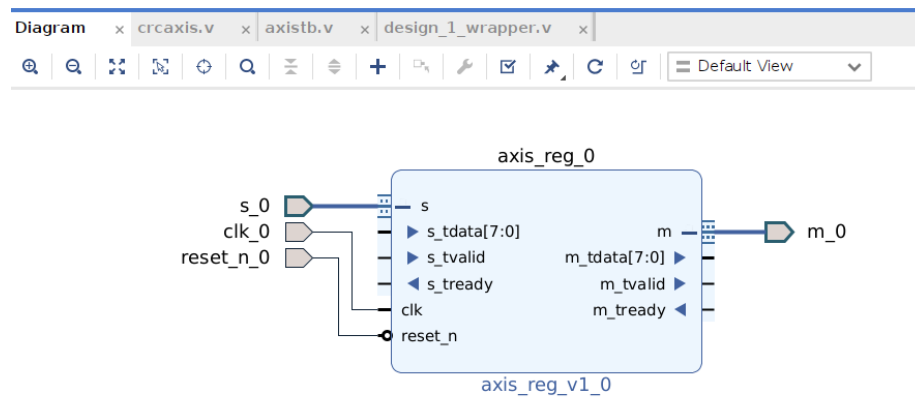 Diagram × crcaxis.v × axistb.v × design_1_wrapper.v ×
Default View
axis_reg_0
s_0
clk_0
reset_n_0
s
s_tdata[7:0]
s_tvalid
s_tready
clk
reset_n
m
m_tdata[7:0]
m_tvalid
m_tready
m_0
axis_reg_v1_0